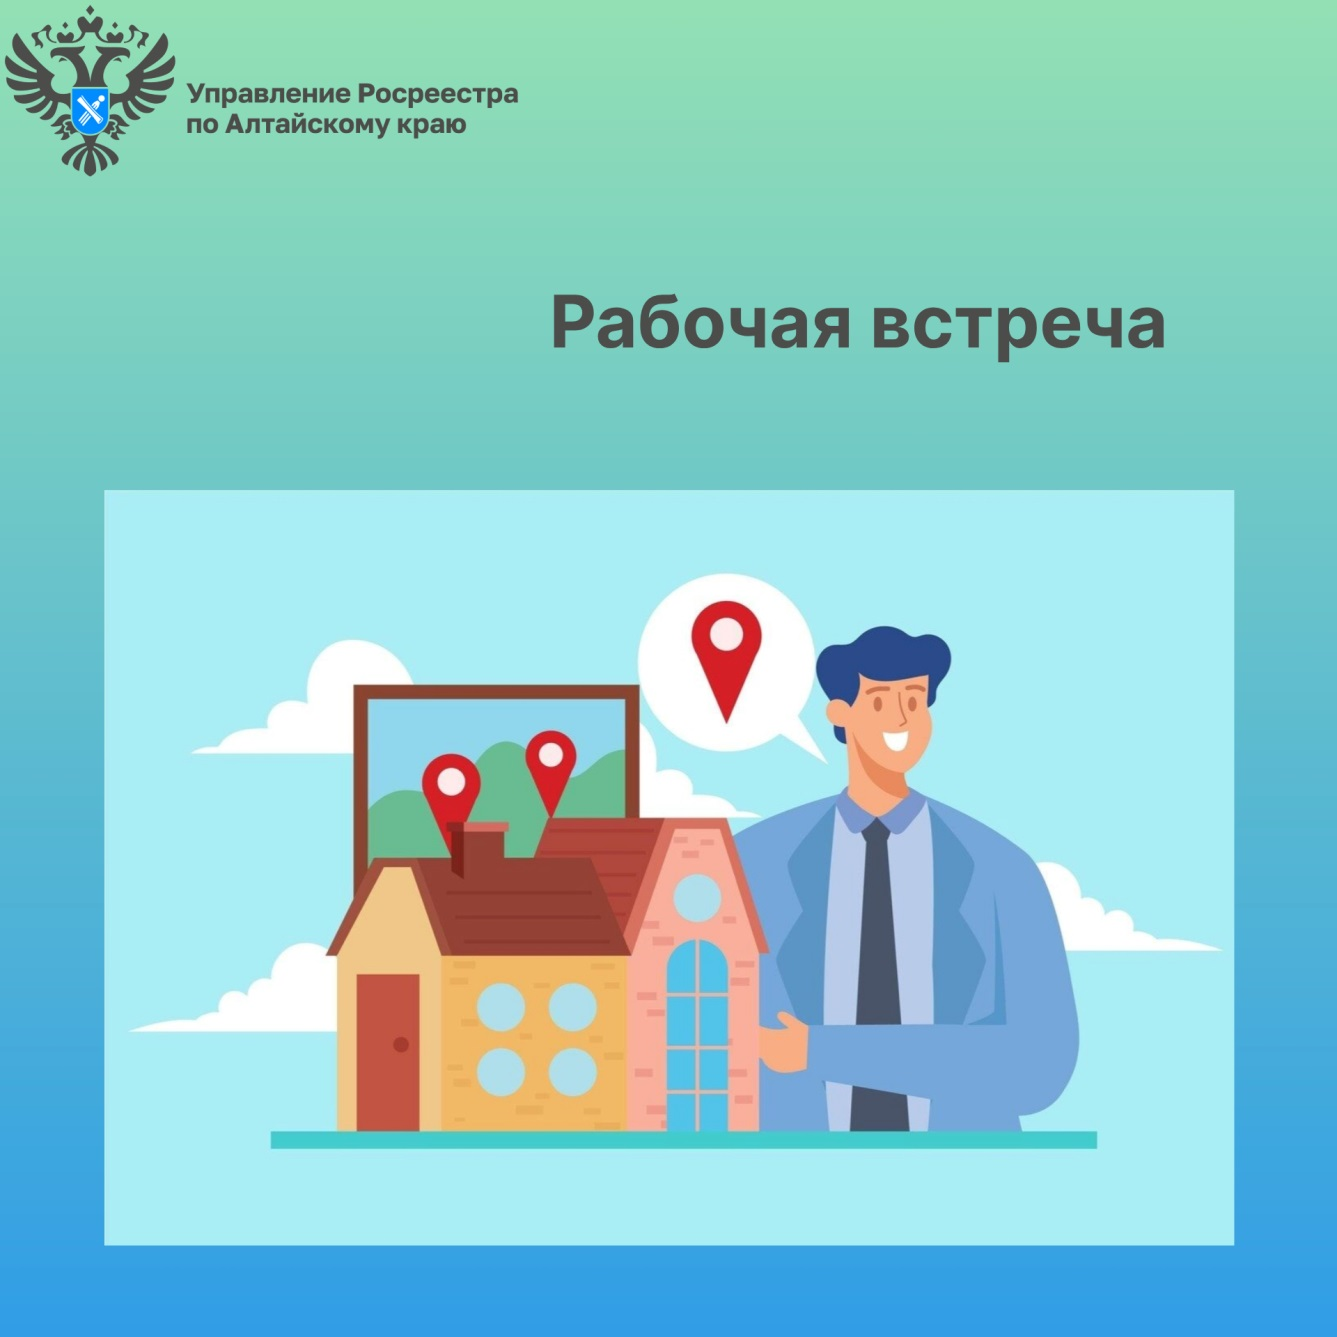 Управление Росреестра
по Алтайскому краю
Рабочая встреча